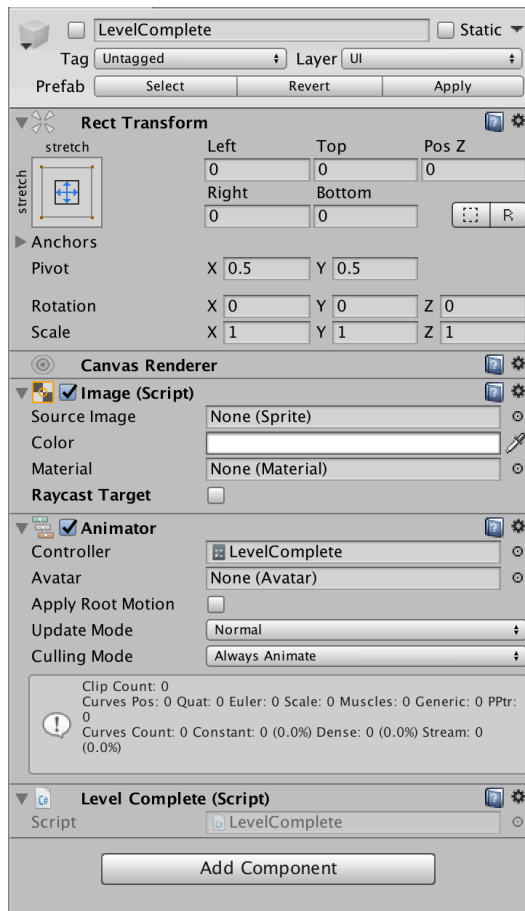 LevelComplete Static
Tag Untagged Layer UI
Prefab Select Revert Apply
Rect Transform
stretch Left Top Pos Z
stretch 0 0 0
Right Bottom
0 0 R
Anchors
Pivot X 0.5 Y 0.5
Rotation X 0 Y 0 Z 0
Scale X 1 Y 1 Z 1
Canvas Renderer
Image (Script)
Source Image None (Sprite)
Color
Material None (Material)
Raycast Target
Animator
Controller LevelComplete
Avatar None (Avatar)
Apply Root Motion
Update Mode Normal
Culling Mode Always Animate
Clip Count: 0
Curves Pos: 0 Quat: 0 Euler: 0 Scale: 0 Muscles: 0 Generic: 0 PPtr:
0
Curves Count: 0 Constant: 0 (0.0%) Dense: 0 (0.0%) Stream: 0
(0.0%)
C# Level Complete (Script)
Script LevelComplete
Add Component